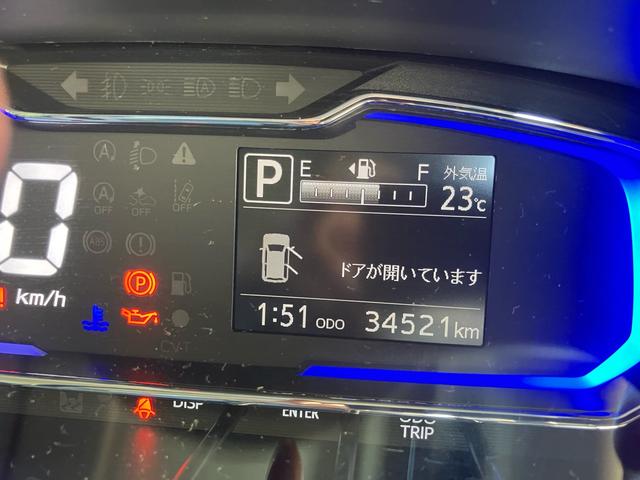 P E F 外気温
23℃
A OFF OFF OFF
ABS
P
0 km/h
ドアが開いています
1:51 ODO 34521km
DISP ENTER ODO
TRIP